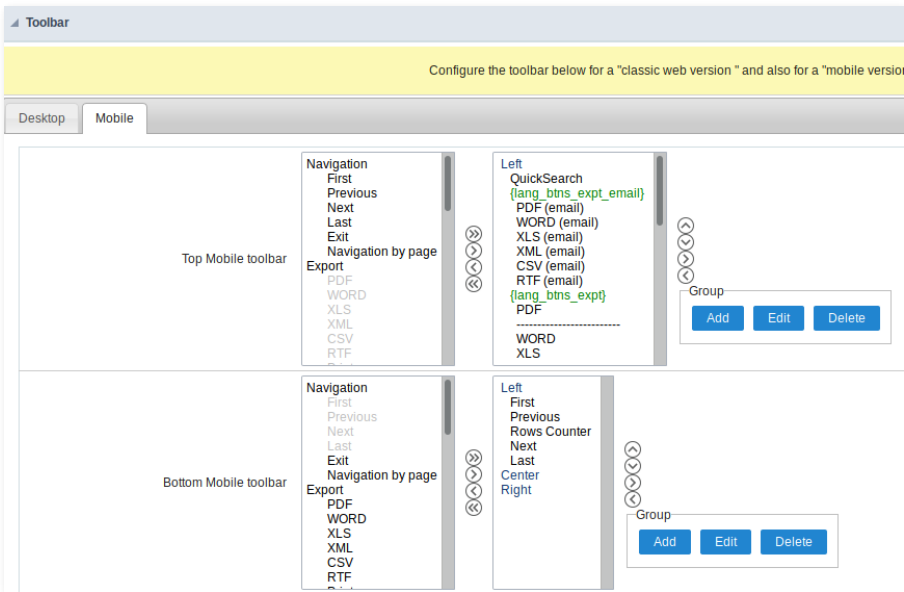 Toolbar
Configure the toolbar below for a "classic web version " and also for a "mobile version
Desktop
Mobile
Top Mobile toolbar
Navigation
First
Previous
Next
Last
Exit
Navigation by page
Export
PDF
WORD
XLS
XML
CSV
RTF
Left
QuickSearch
{lang_btns_expt_email}
PDF (email)
WORD (email)
XLS (email)
XML (email)
CSV (email)
RTF (email)
{lang_btns_expt}
PDF
-------------------------
WORD
XLS
Group
Add Edit Delete
Bottom Mobile toolbar
Navigation
First
Previous
Next
Last
Exit
Navigation by page
Export
PDF
WORD
XLS
XML
CSV
RTF
Left
First
Previous
Rows Counter
Next
Last
Center
Right
Group
Add Edit Delete